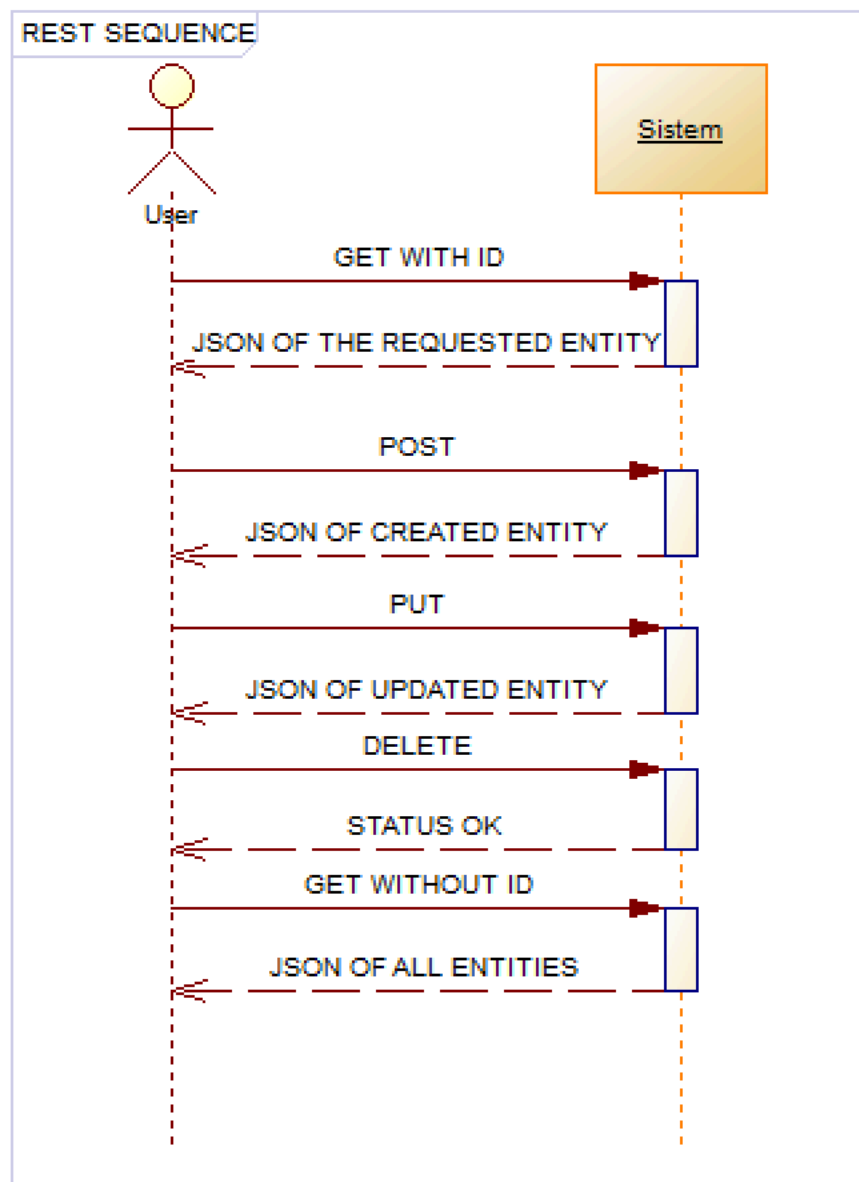 REST SEQUENCE
Sistem
User
GET WITH ID
JSON OF THE REQUESTED ENTITY
POST
JSON OF CREATED ENTITY
PUT
JSON OF UPDATED ENTITY
DELETE
STATUS OK
GET WITHOUT ID
JSON OF ALL ENTITIES